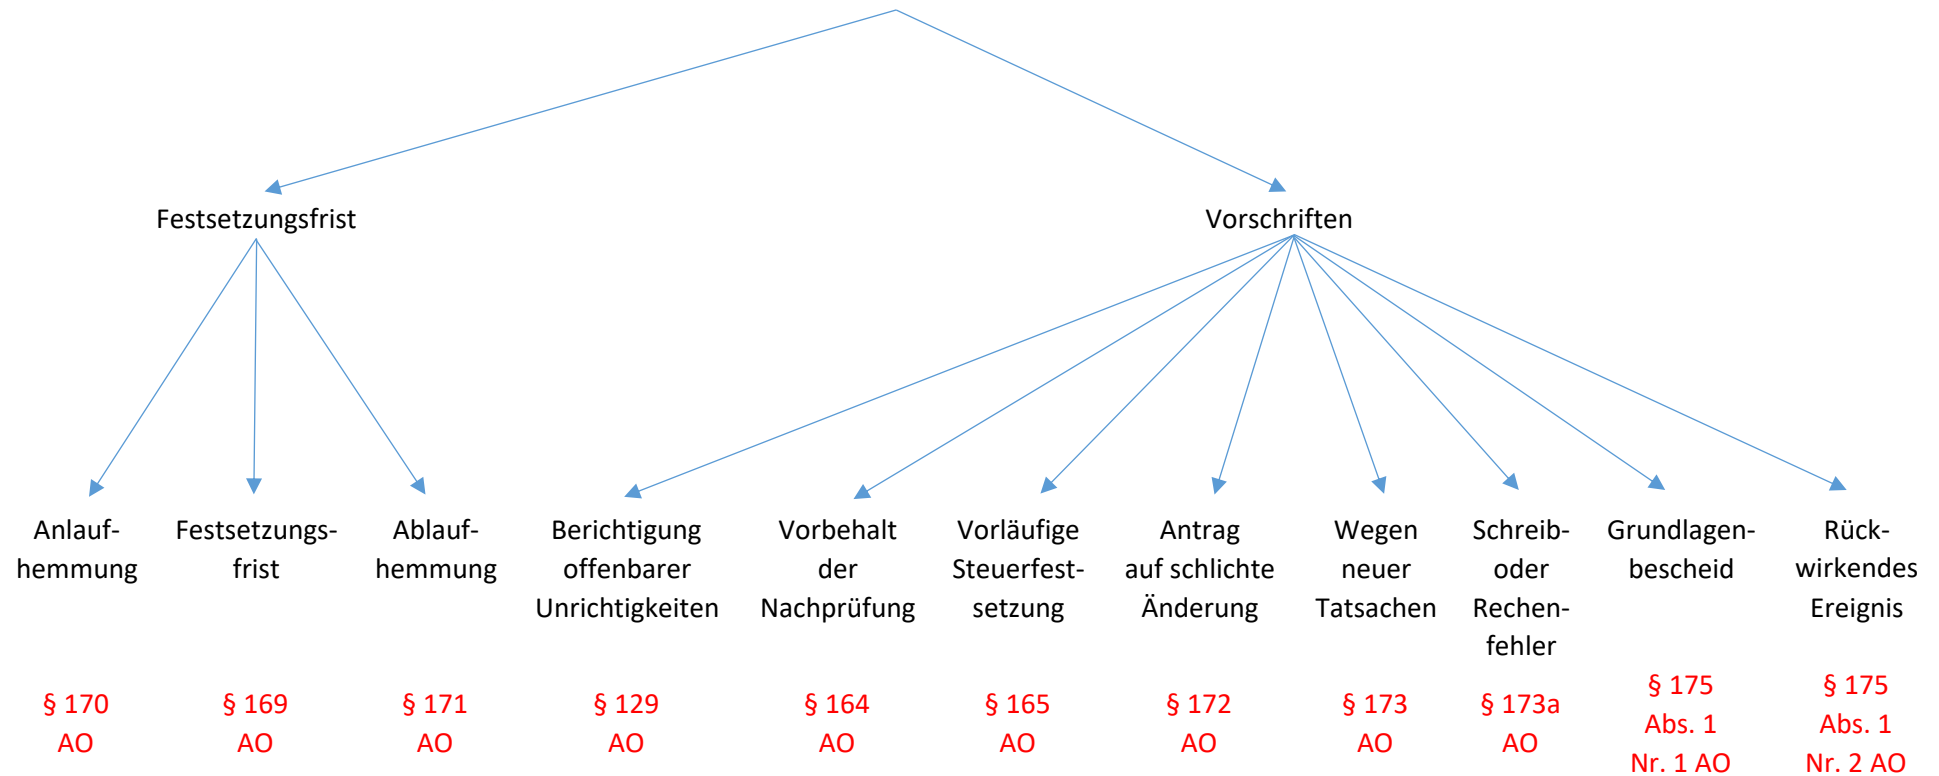 Festsetzungsfrist
Vorschriften
Anlauf-
hemmung
§ 170
AO
Festsetzungs-
frist
§ 169
AO
Ablauf-
hemmung
§ 171
AO
Berichtigung
offenbarer
Unrichtigkeiten
§ 129
AO
Vorbehalt
der
Nachprüfung
§ 164
AO
Vorläufige
Steuerfest-
setzung
§ 165
AO
Antrag
auf schlichte
Änderung
§ 172
AO
Wegen
neuer
Tatsachen
§ 173
AO
Schreib-
oder
Rechen-
fehler
§ 173a
AO
Grundlagen-
bescheid
§ 175
Abs. 1
Nr. 1 AO
Rück-
wirkendes
Ereignis
§ 175
Abs. 1
Nr. 2 AO